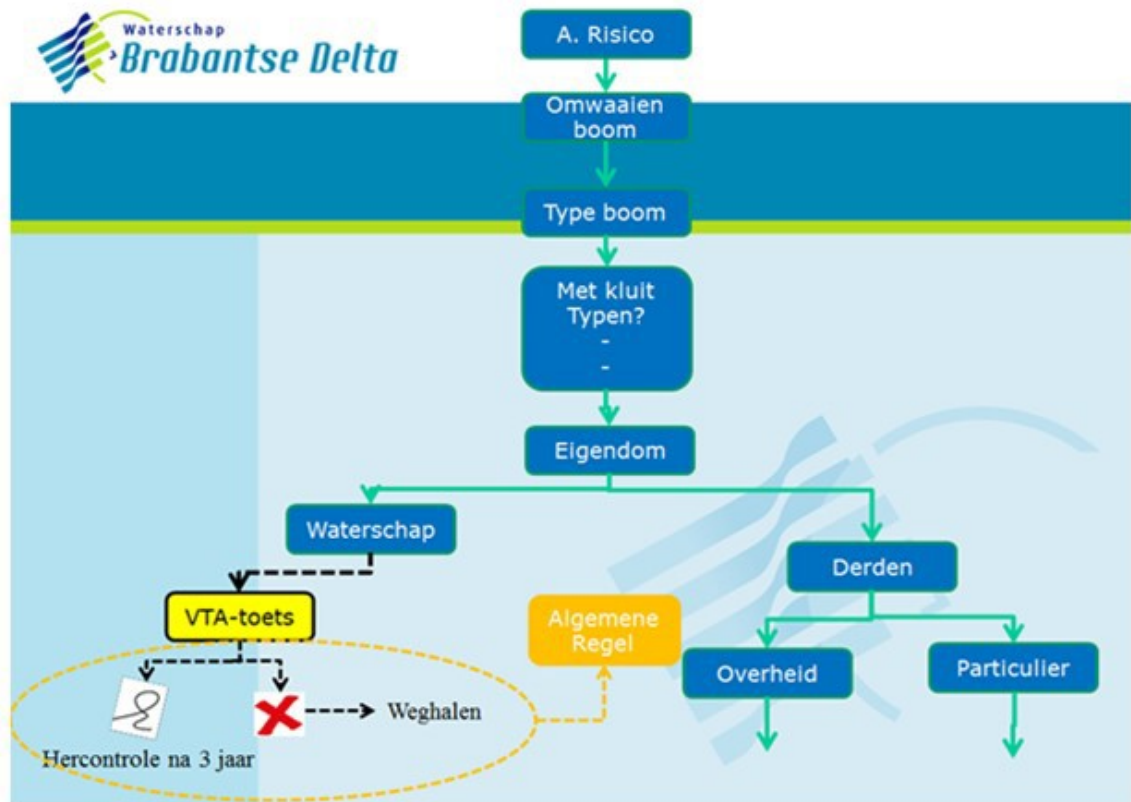 Waterschap
Brabantse Delta
A. Risico
Omwaaien
boom
Type boom
Met kluit
Typen?
-
-
Eigendom
Waterschap
Derden
VTA-toets
Algemene
Regel
Overheid
Particulier
Weghalen
Hercontrole na 3 jaar